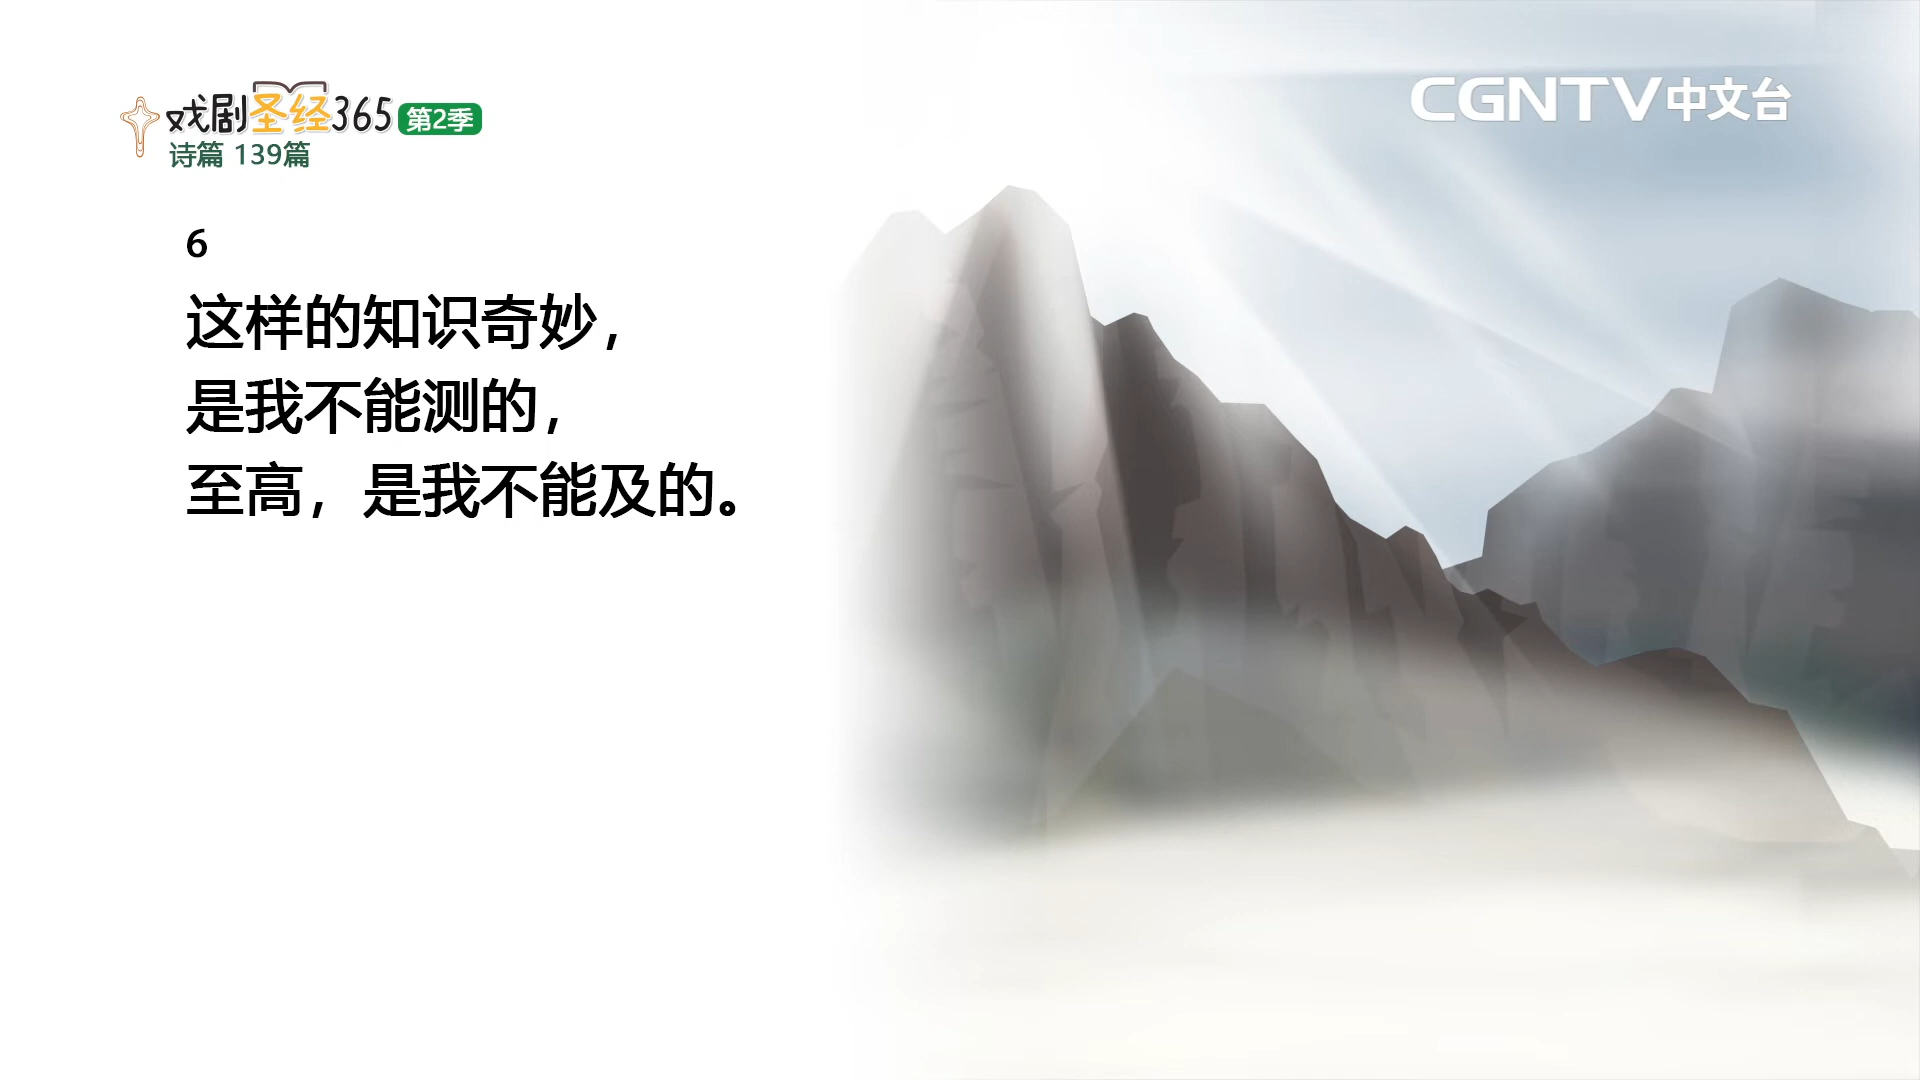 戏剧圣经365 第2季
诗篇 139篇
CGNTV中文台
6
这样的知识奇妙，
是我不能测的，
至高，是我不能及的。